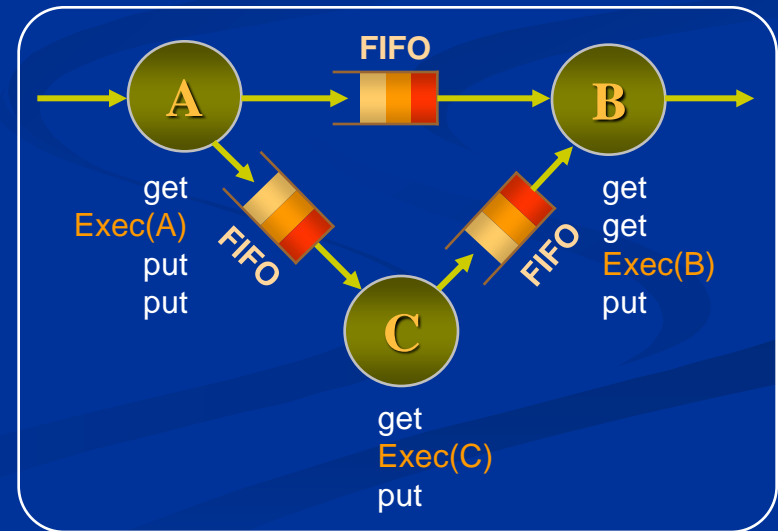 FIFO
A
B
get
Exec(A)
put
put
FIFO
FIFO
get
get
Exec(B)
put
C
get
Exec(C)
put